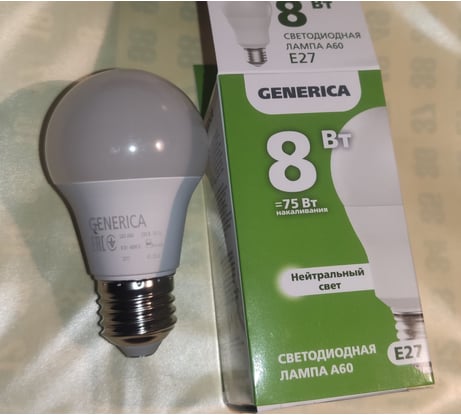 8 Вт
СВЕТОДИОДНАЯ
ЛАМПА А60
E27
GENERICA
8 Вт
=75 Вт
накаливания
Нейтральный
свет
СВЕТОДИОДНАЯ
ЛАМПА А60
E27
GENERICA
EAC